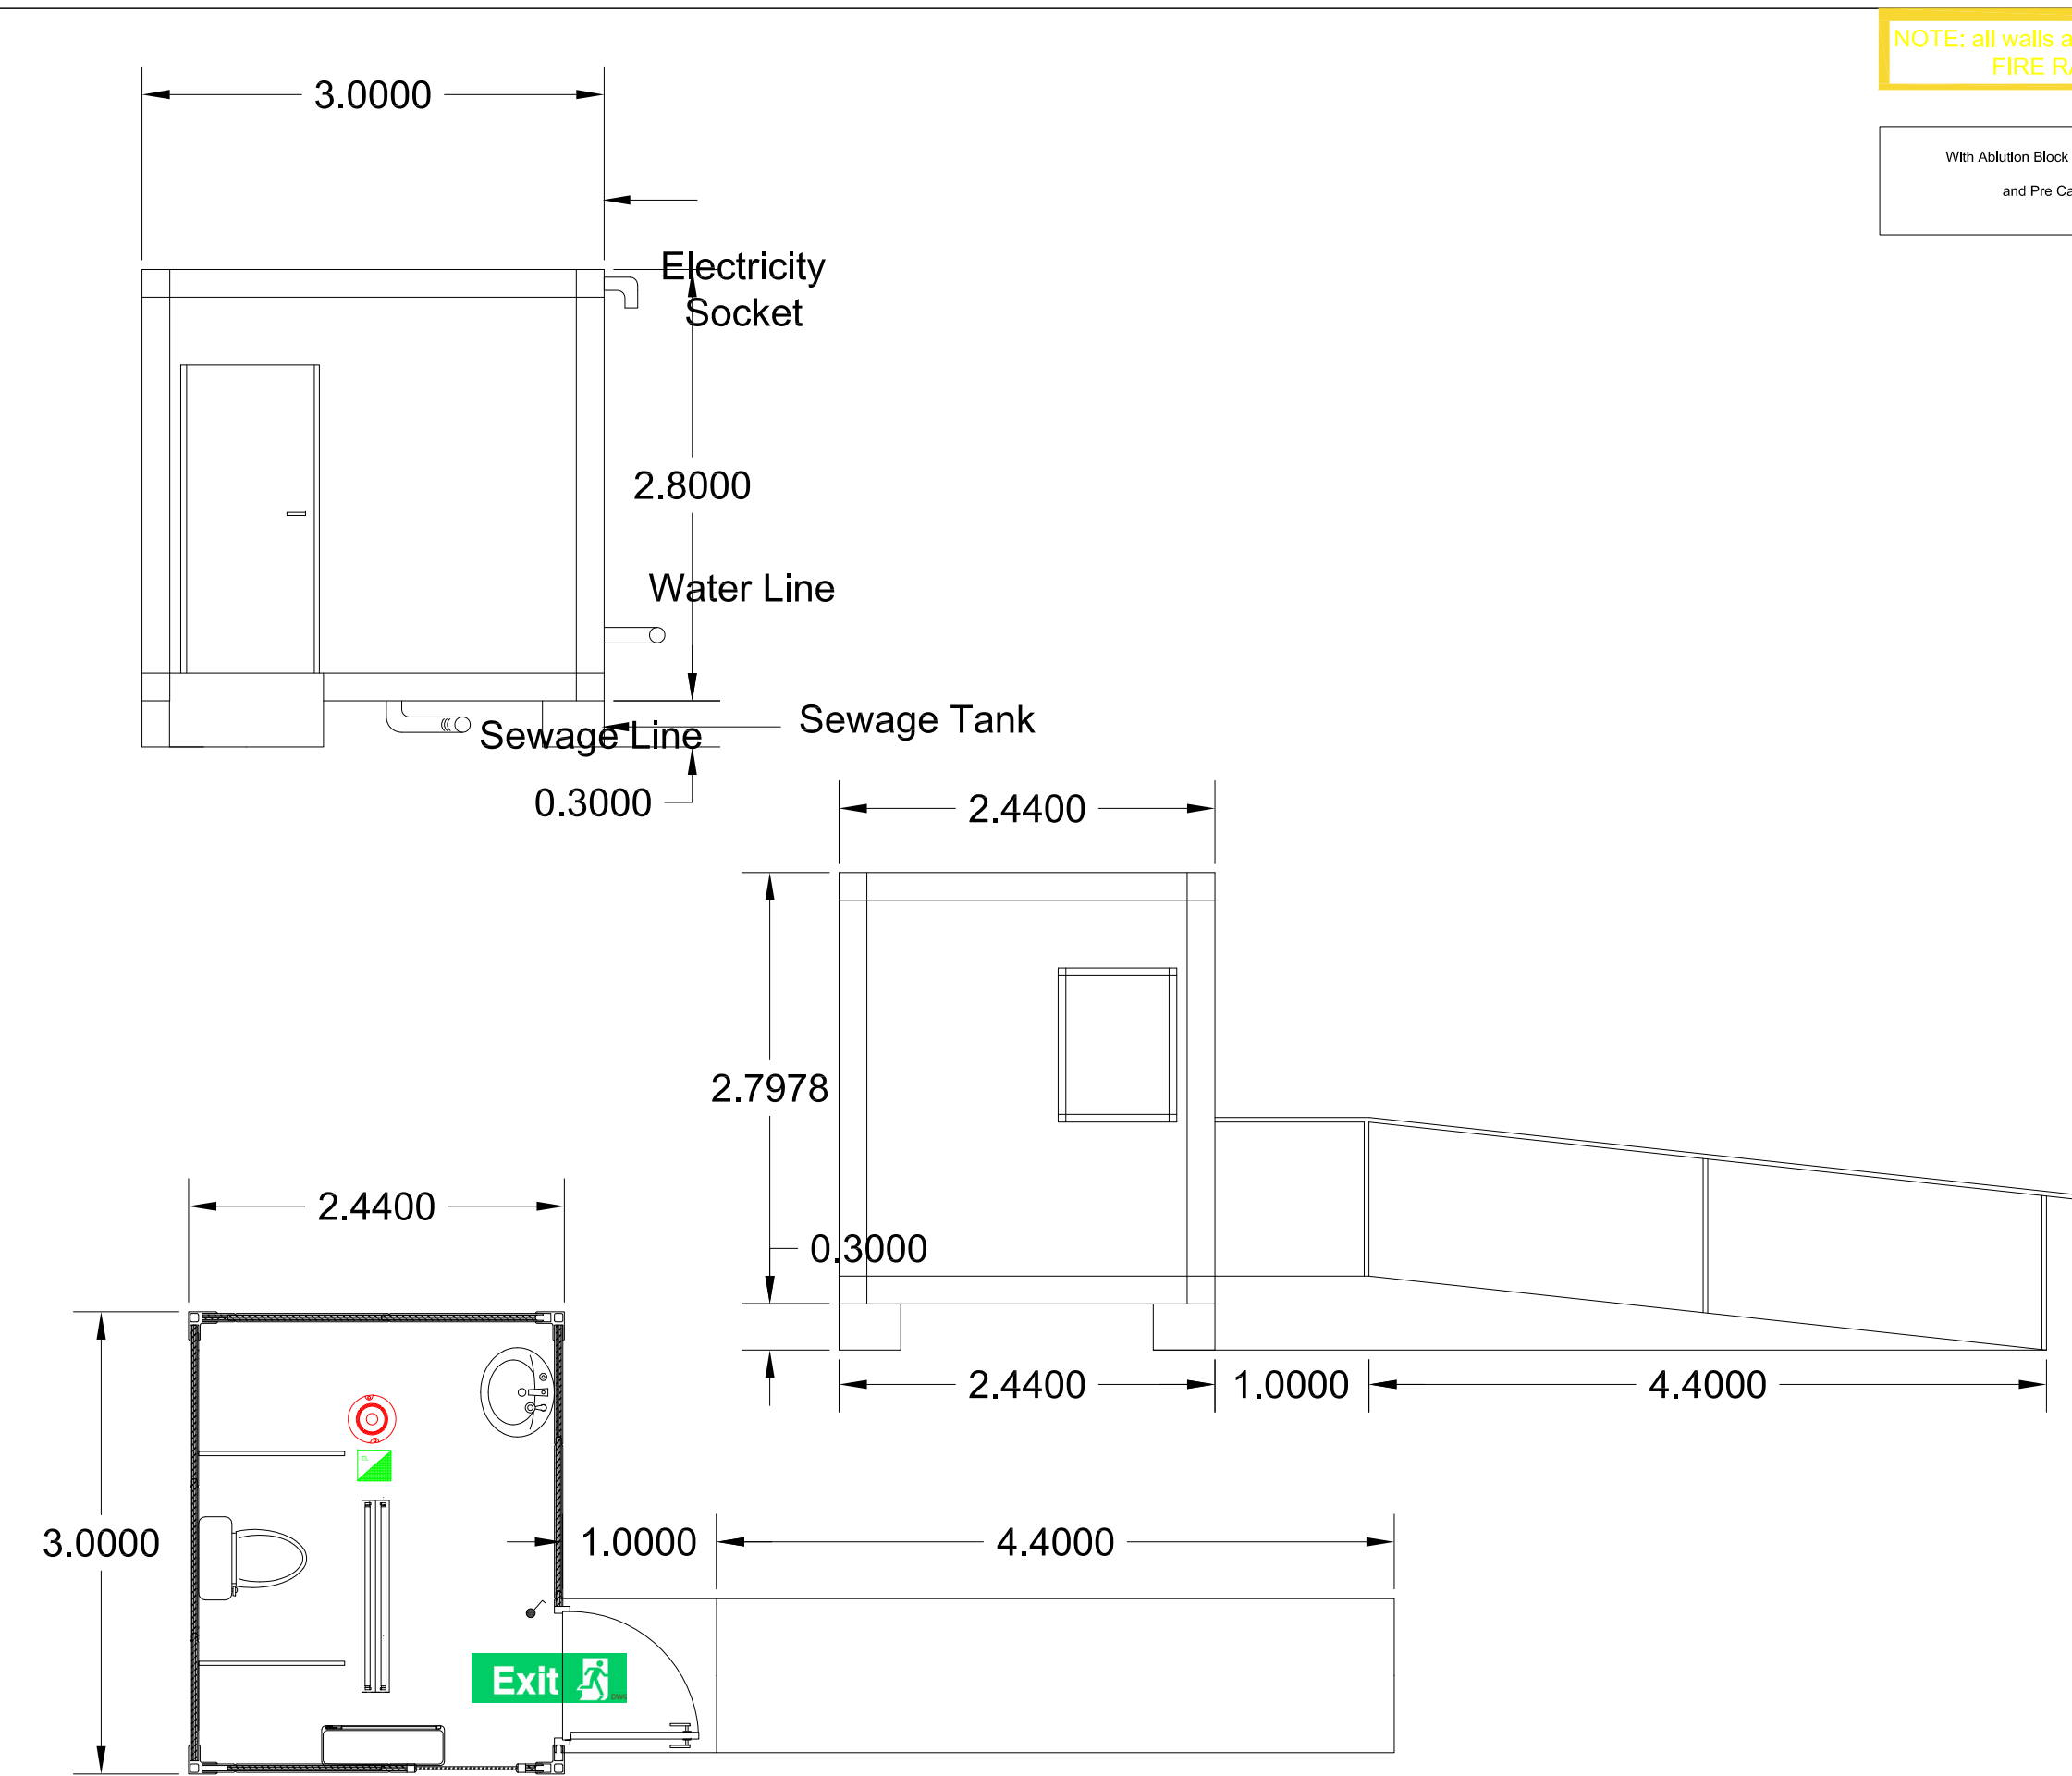 NOTE: all walls a
FIRE RA
3.0000
With Ablution Block
and Pre Ca
Electricity
Socket
2.8000
Water Line
Sewage Tank
Sewage Line
0.3000
2.4400
2.7978
2.4400
0.3000
2.4400
1.0000
4.4000
3.0000
1.0000
4.4000
Exit